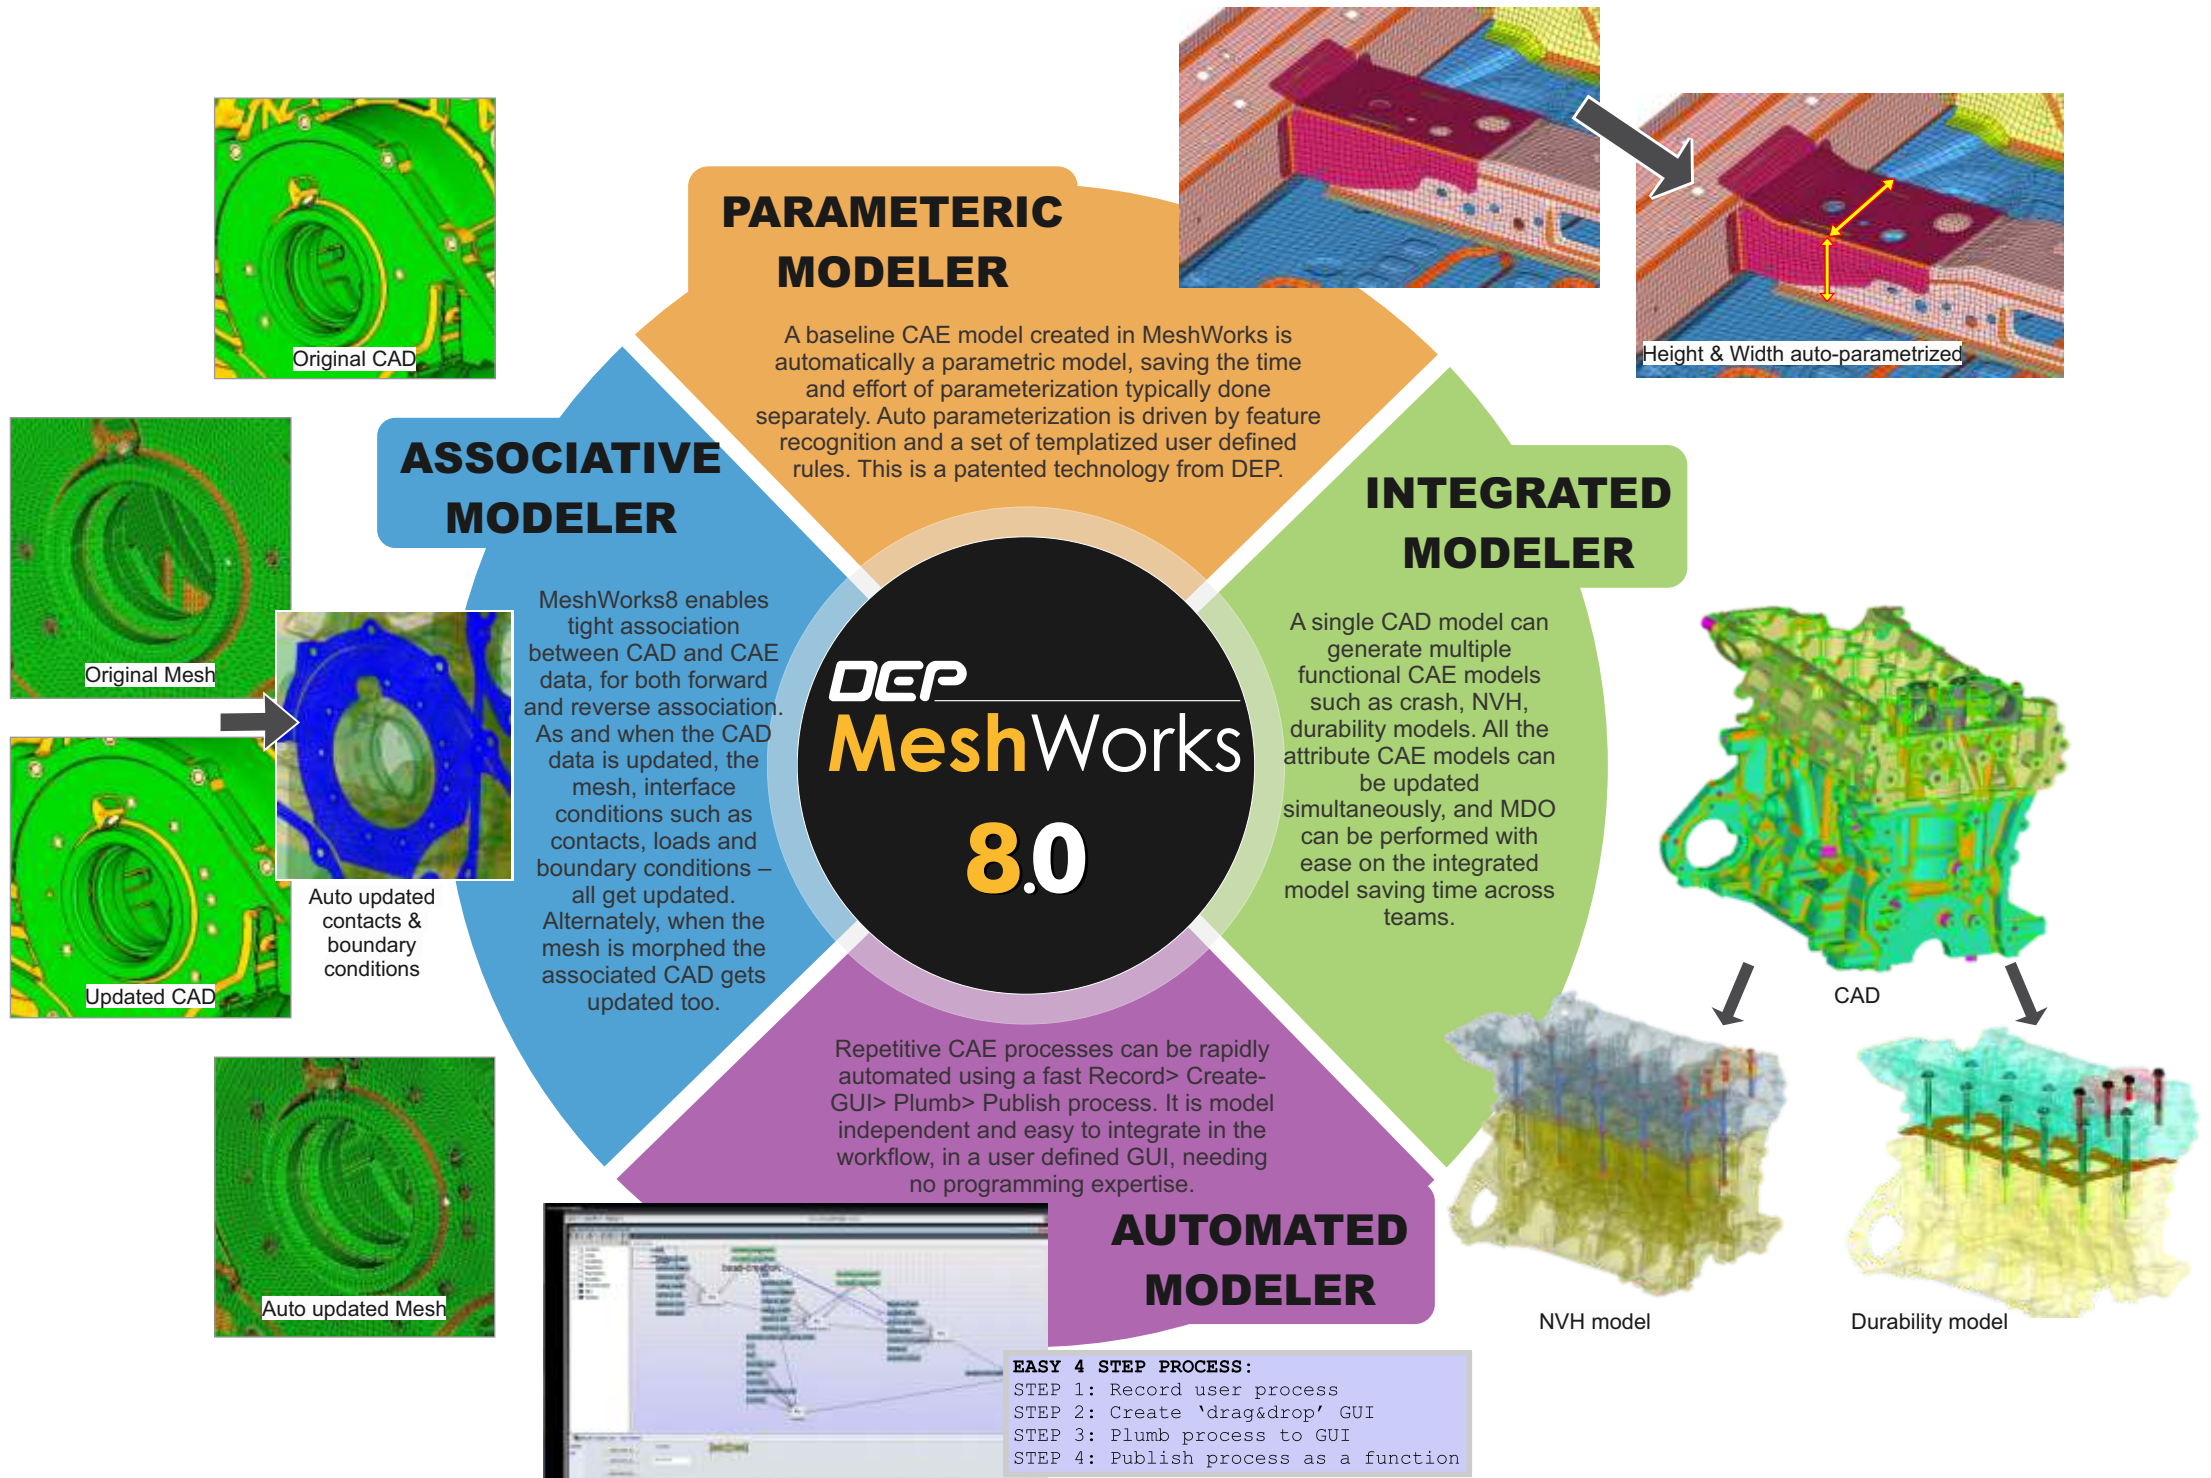 PARAMETERIC
MODELER
A baseline CAE model created in MeshWorks is
automatically a parametric model, saving the time
and effort of parameterization typically done
separately. Auto parameterization is driven by feature
recognition and a set of templatized user defined
rules. This is a patented technology from DEP.
Height & Width auto-parametrized
Original CAD
Original Mesh
Updated CAD
Auto updated
contacts &
boundary
conditions
Auto updated Mesh
ASSOCIATIVE
MODELER
MeshWorks8 enables
tight association
between CAD and CAE
data, for both forward
and reverse association.
As and when the CAD
data is updated, the
mesh, interface
conditions such as
contacts, loads and
boundary conditions –
all get updated.
Alternately, when the
mesh is morphed the
associated CAD gets
updated too.
DEP
MeshWorks
8.0
INTEGRATED
MODELER
A single CAD model can
generate multiple
functional CAE models
such as crash, NVH,
durability models. All the
attribute CAE models can
be updated
simultaneously, and MDO
can be performed with
ease on the integrated
model saving time across
teams.
CAD
NVH model
Durability model
Repetitive CAE processes can be rapidly
automated using a fast Record> Create-
GUI> Plumb> Publish process. It is model
independent and easy to integrate in the
workflow, in a user defined GUI, needing
no programming expertise.
AUTOMATED
MODELER
EASY 4 STEP PROCESS:
STEP 1: Record user process
STEP 2: Create ‘drag&drop’ GUI
STEP 3: Plumb process to GUI
STEP 4: Publish process as a function